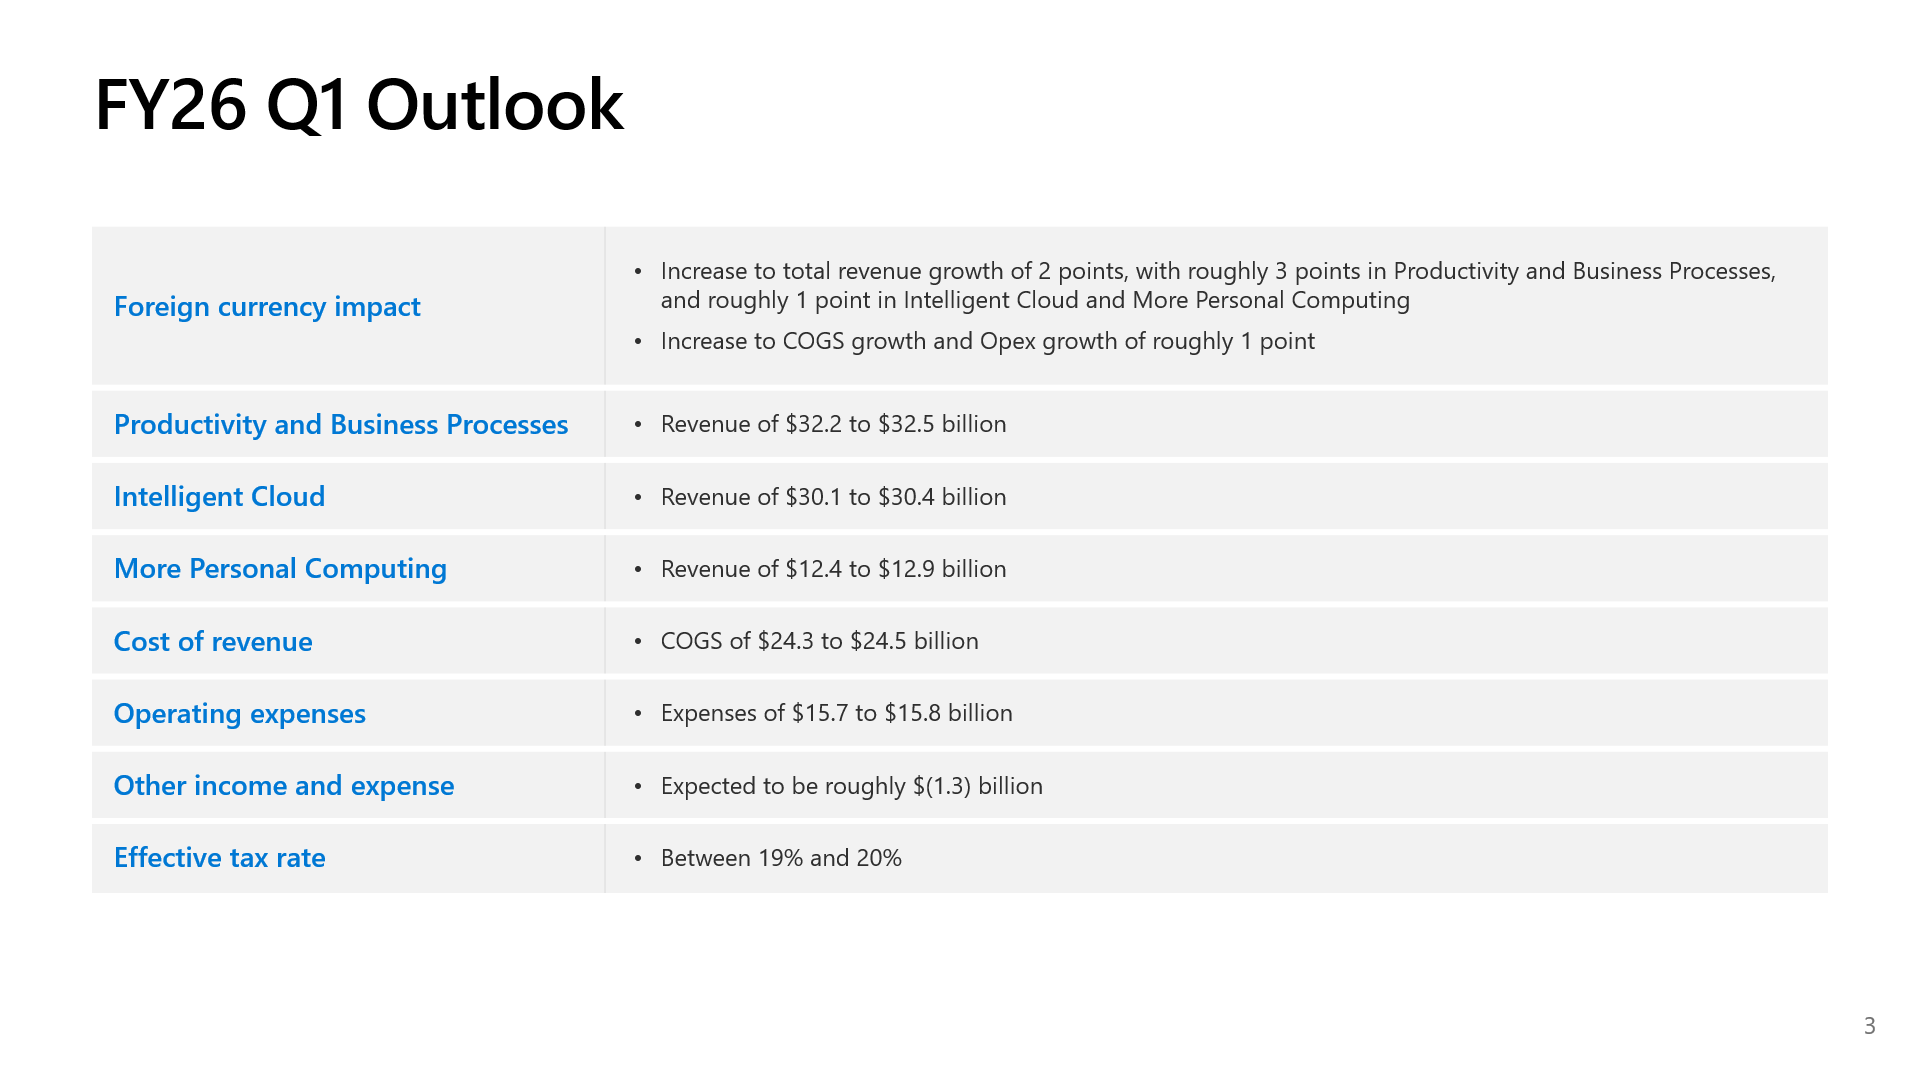 FY26 Q1 Outlook
Foreign currency impact
• Increase to total revenue growth of 2 points, with roughly 3 points in Productivity and Business Processes,
and roughly 1 point in Intelligent Cloud and More Personal Computing
• Increase to COGS growth and Opex growth of roughly 1 point
Productivity and Business Processes
• Revenue of $32.2 to $32.5 billion
Intelligent Cloud
• Revenue of $30.1 to $30.4 billion
More Personal Computing
• Revenue of $12.4 to $12.9 billion
Cost of revenue
• COGS of $24.3 to $24.5 billion
Operating expenses
• Expenses of $15.7 to $15.8 billion
Other income and expense
• Expected to be roughly $(1.3) billion
Effective tax rate
• Between 19% and 20%
3